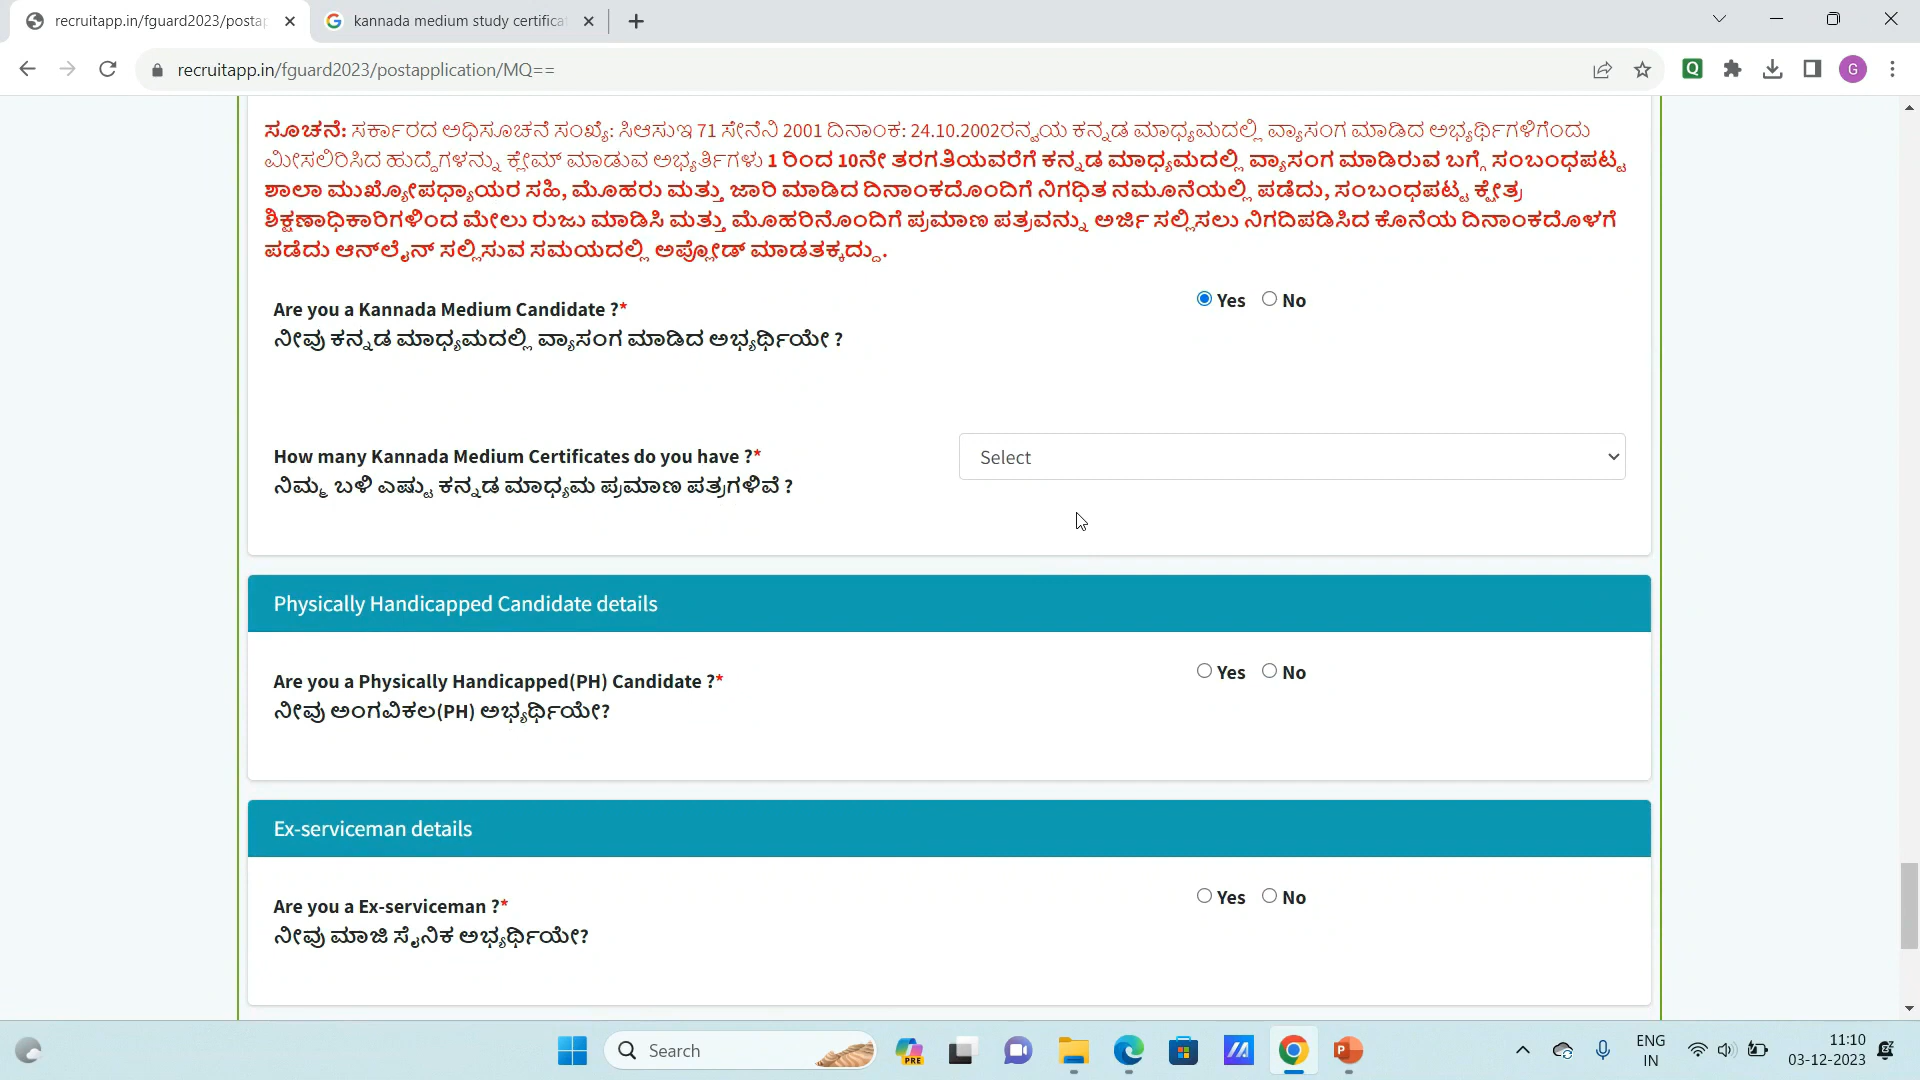 recruitapp.in/fguard2023/posta
kannada medium study certifica
recruitapp.in/fguard2023/postapplication/MQ==
G
ಸೂಚನೆ: ಸರ್ಕಾರದ ಅಧಿಸೂಚನೆ ಸಂಖ್ಯೆ: ಸಿಆಸುಇ 71 ಸೇನೆನಿ 2001 ದಿನಾಂಕ: 24.10.2002ರನ್ವಯ ಕನ್ನಡ ಮಾಧ್ಯಮದಲ್ಲಿ ವ್ಯಾಸಂಗ ಮಾಡಿದ ಅಭ್ಯರ್ಥಿಗಳಿಗೆಂದು
ಮೀಸಲಿರಿಸಿದ ಹುದ್ದೆಗಳನ್ನು ಕ್ಲೇಮ್ ಮಾಡುವ ಅಭ್ಯರ್ತಿಗಳು 1 ರಿಂದ 10ನೇ ತರಗತಿಯವರೆಗೆ ಕನ್ನಡ ಮಾಧ್ಯಮದಲ್ಲಿ ವ್ಯಾಸಂಗ ಮಾಡಿರುವ ಬಗ್ಗೆ ಸಂಬಂಧಪಟ್ಟ
ಶಾಲಾ ಮುಖ್ಯೋಪಧ್ಯಾಯರ ಸಹಿ, ಮೊಹರು ಮತ್ತು ಜಾರಿ ಮಾಡಿದ ದಿನಾಂಕದೊಂದಿಗೆ ನಿಗಧಿತ ನಮೂನೆಯಲ್ಲಿ ಪಡೆದು, ಸಂಬಂಧಪಟ್ಟ ಕ್ಷೇತ್ರ
ಶಿಕ್ಷಣಾಧಿಕಾರಿಗಳಿಂದ ಮೇಲು ರುಜು ಮಾಡಿಸಿ ಮತ್ತು ಮೊಹರಿನೊಂದಿಗೆ ಪ್ರಮಾಣ ಪತ್ರವನ್ನು ಅರ್ಜಿ ಸಲ್ಲಿಸಲು ನಿಗದಿಪಡಿಸಿದ ಕೊನೆಯ ದಿನಾಂಕದೊಳಗೆ
ಪಡೆದು ಆನ್‌ಲೈನ್ ಸಲ್ಲಿಸುವ ಸಮಯದಲ್ಲಿ ಅಪ್ಲೋಡ್ ಮಾಡತಕ್ಕದ್ದು.
Are you a Kannada Medium Candidate ?* Yes No
ನೀವು ಕನ್ನಡ ಮಾಧ್ಯಮದಲ್ಲಿ ವ್ಯಾಸಂಗ ಮಾಡಿದ ಅಭ್ಯರ್ಥಿಯೇ ?
How many Kannada Medium Certificates do you have ?* Select
ನಿಮ್ಮ ಬಳಿ ಎಷ್ಟು ಕನ್ನಡ ಮಾಧ್ಯಮ ಪ್ರಮಾಣ ಪತ್ರಗಳಿವೆ ?
Physically Handicapped Candidate details
Are you a Physically Handicapped(PH) Candidate ?* Yes No
ನೀವು ಅಂಗವಿಕಲ(PH) ಅಭ್ಯರ್ಥಿಯೇ?
Ex-serviceman details
Are you a Ex-serviceman ?* Yes No
ನೀವು ಮಾಜಿ ಸೈನಿಕ ಅಭ್ಯರ್ಥಿಯೇ?
Search
PRE
ENG
IN
11:10
03-12-2023